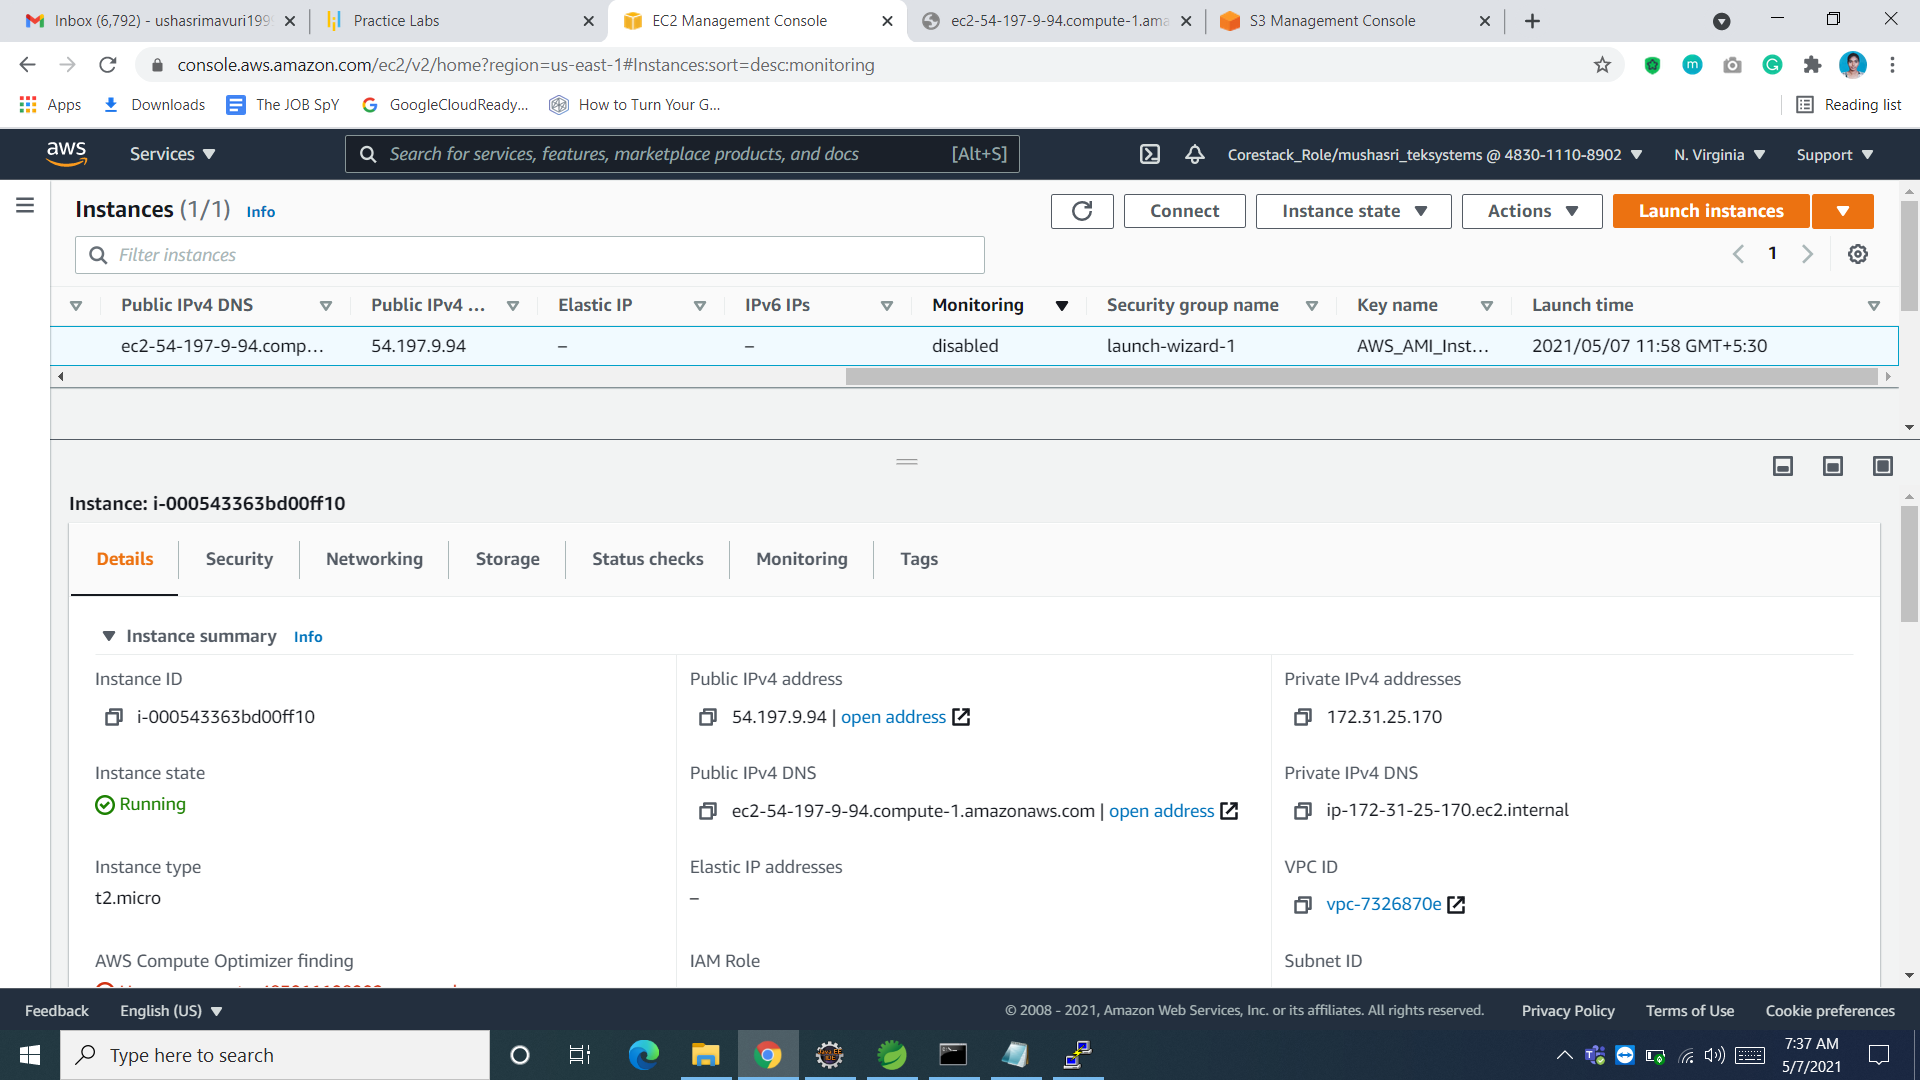 Inbox (6,792) - ushasrimavuri199
Practice Labs
EC2 Management Console
ec2-54-197-9-94.compute-1.ama
S3 Management Console
console.aws.amazon.com/ec2/v2/home?region=us-east-1#Instances:sort=desc:monitoring
Apps
Downloads
The JOB SpY
GoogleCloudReady...
How to Turn Your G...
Reading list
aws
Services
Search for services, features, marketplace products, and docs
[Alt+S]
Corestack_Role/mushasri_teksystems @ 4830-1110-8902
N. Virginia
Support
Instances (1/1) Info
Connect
Instance state
Actions
Launch instances
Filter instances
1
Public IPv4 DNS
Public IPv4 ...
Elastic IP
IPv6 IPs
Monitoring
Security group name
Key name
Launch time
ec2-54-197-9-94.comp...
54.197.9.94
–
–
disabled
launch-wizard-1
AWS_AMI_Inst...
2021/05/07 11:58 GMT+5:30
Instance: i-000543363bd00ff10
Details
Security
Networking
Storage
Status checks
Monitoring
Tags
Instance summary Info
Instance ID
i-000543363bd00ff10
Public IPv4 address
54.197.9.94 | open address
Private IPv4 addresses
172.31.25.170
Instance state
Running
Public IPv4 DNS
ec2-54-197-9-94.compute-1.amazonaws.com | open address
Private IPv4 DNS
ip-172-31-25-170.ec2.internal
Instance type
t2.micro
Elastic IP addresses
–
VPC ID
vpc-7326870e
AWS Compute Optimizer finding
IAM Role
Subnet ID
Feedback
English (US)
© 2008 - 2021, Amazon Web Services, Inc. or its affiliates. All rights reserved.
Privacy Policy
Terms of Use
Cookie preferences
Type here to search
7:37 AM
5/7/2021